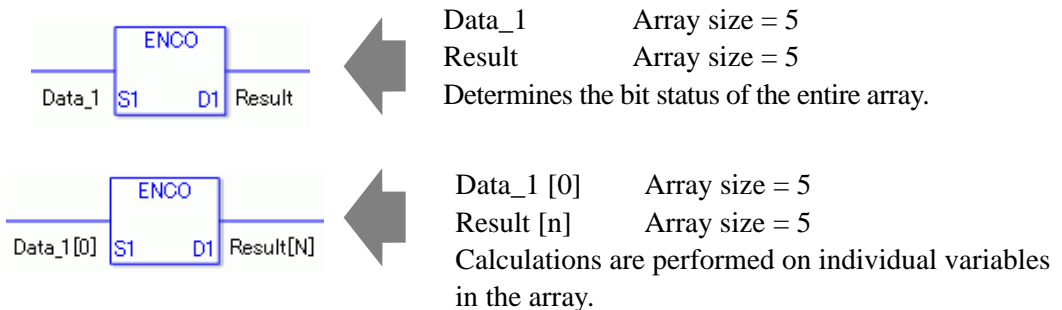 ENCO
Data_1 S1 D1 Result
Data_1 Array size = 5
Result Array size = 5
Determines the bit status of the entire array.
ENCO
Data_1[0] S1 D1 Result[N]
Data_1 [0] Array size = 5
Result [n] Array size = 5
Calculations are performed on individual variables
in the array.